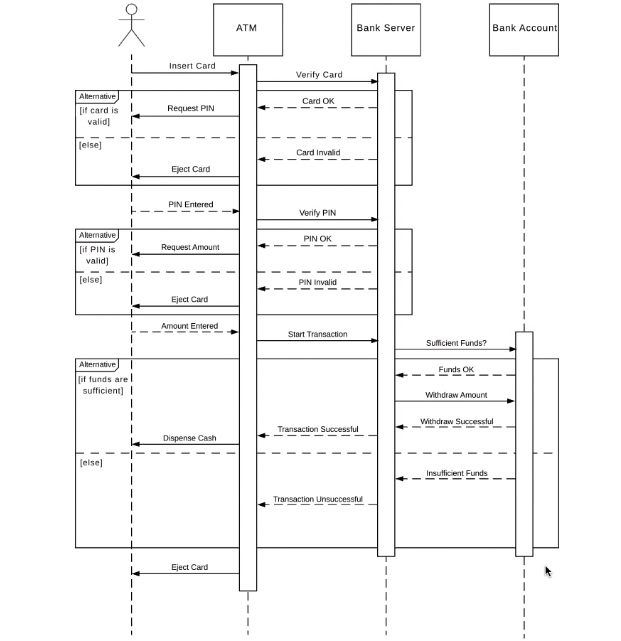 ATM
Bank Server
Bank Account
Insert Card
Verify Card
Alternative
[if card is
valid]
Card OK
Request PIN
[else]
Card Invalid
Eject Card
PIN Entered
Verify PIN
Alternative
[if PIN is
valid]
PIN OK
Request Amount
[else]
PIN Invalid
Eject Card
Amount Entered
Start Transaction
Sufficient Funds?
Alternative
[if funds are
sufficient]
Funds OK
Withdraw Amount
Withdraw Successful
Transaction Successful
Dispense Cash
[else]
Insufficient Funds
Transaction Unsuccessful
Eject Card